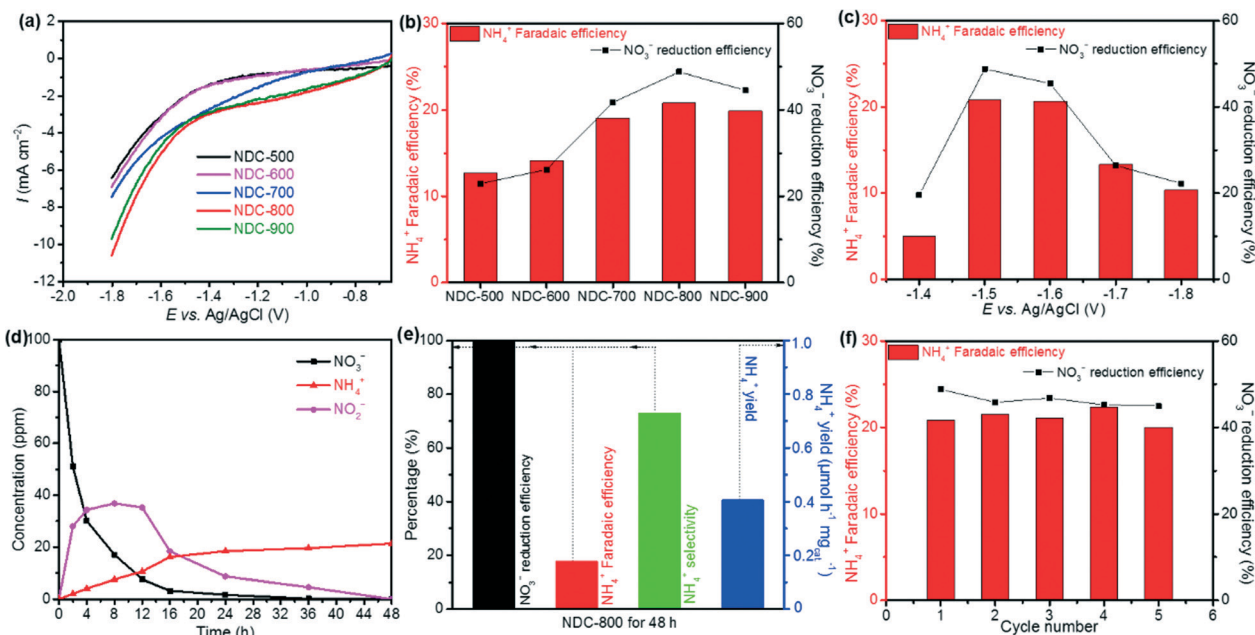 (a)
0
-2
-4
-6
-8
-10
-12
I (mA cm⁻²)
NDC-500
NDC-600
NDC-700
NDC-800
NDC-900
-2.0 -1.8 -1.6 -1.4 -1.2 -1.0 -0.8
E vs. Ag/AgCl (V)
(b)
30
20
10
0
NH₄⁺ Faradaic efficiency (%)
NH₄⁺ Faradaic efficiency
NO₃⁻ reduction efficiency
60
40
20
0
NO₃⁻ reduction efficiency (%)
NDC-500 NDC-600 NDC-700 NDC-800 NDC-900
(c)
30
20
10
0
NH₄⁺ Faradaic efficiency (%)
NH₄⁺ Faradaic efficiency
NO₃⁻ reduction efficiency
60
50
40
30
20
10
0
NO₃⁻ reduction efficiency (%)
-1.4 -1.5 -1.6 -1.7 -1.8
E vs. Ag/AgCl (V)
(d)
100
80
60
40
20
0
Concentration (ppm)
NO₃⁻
NH₄⁺
NO₂⁻
0 4 8 12 16 20 24 28 32 36 40 44 48
Time (h)
(e)
100
80
60
40
20
0
Percentage (%)
NO₃⁻ reduction efficiency
NH₄⁺ Faradaic efficiency
NH₄⁺ selectivity
NH₄⁺ yield
1.0
0.8
0.6
0.4
0.2
0.0
NH₄⁺ yield (μmol h⁻¹ mg_cat⁻¹)
NDC-800 for 48 h
(f)
30
20
10
0
NH₄⁺ Faradaic efficiency (%)
NH₄⁺ Faradaic efficiency
NO₃⁻ reduction efficiency
60
40
20
0
NO₃⁻ reduction efficiency (%)
0 1 2 3 4 5 6
Cycle number